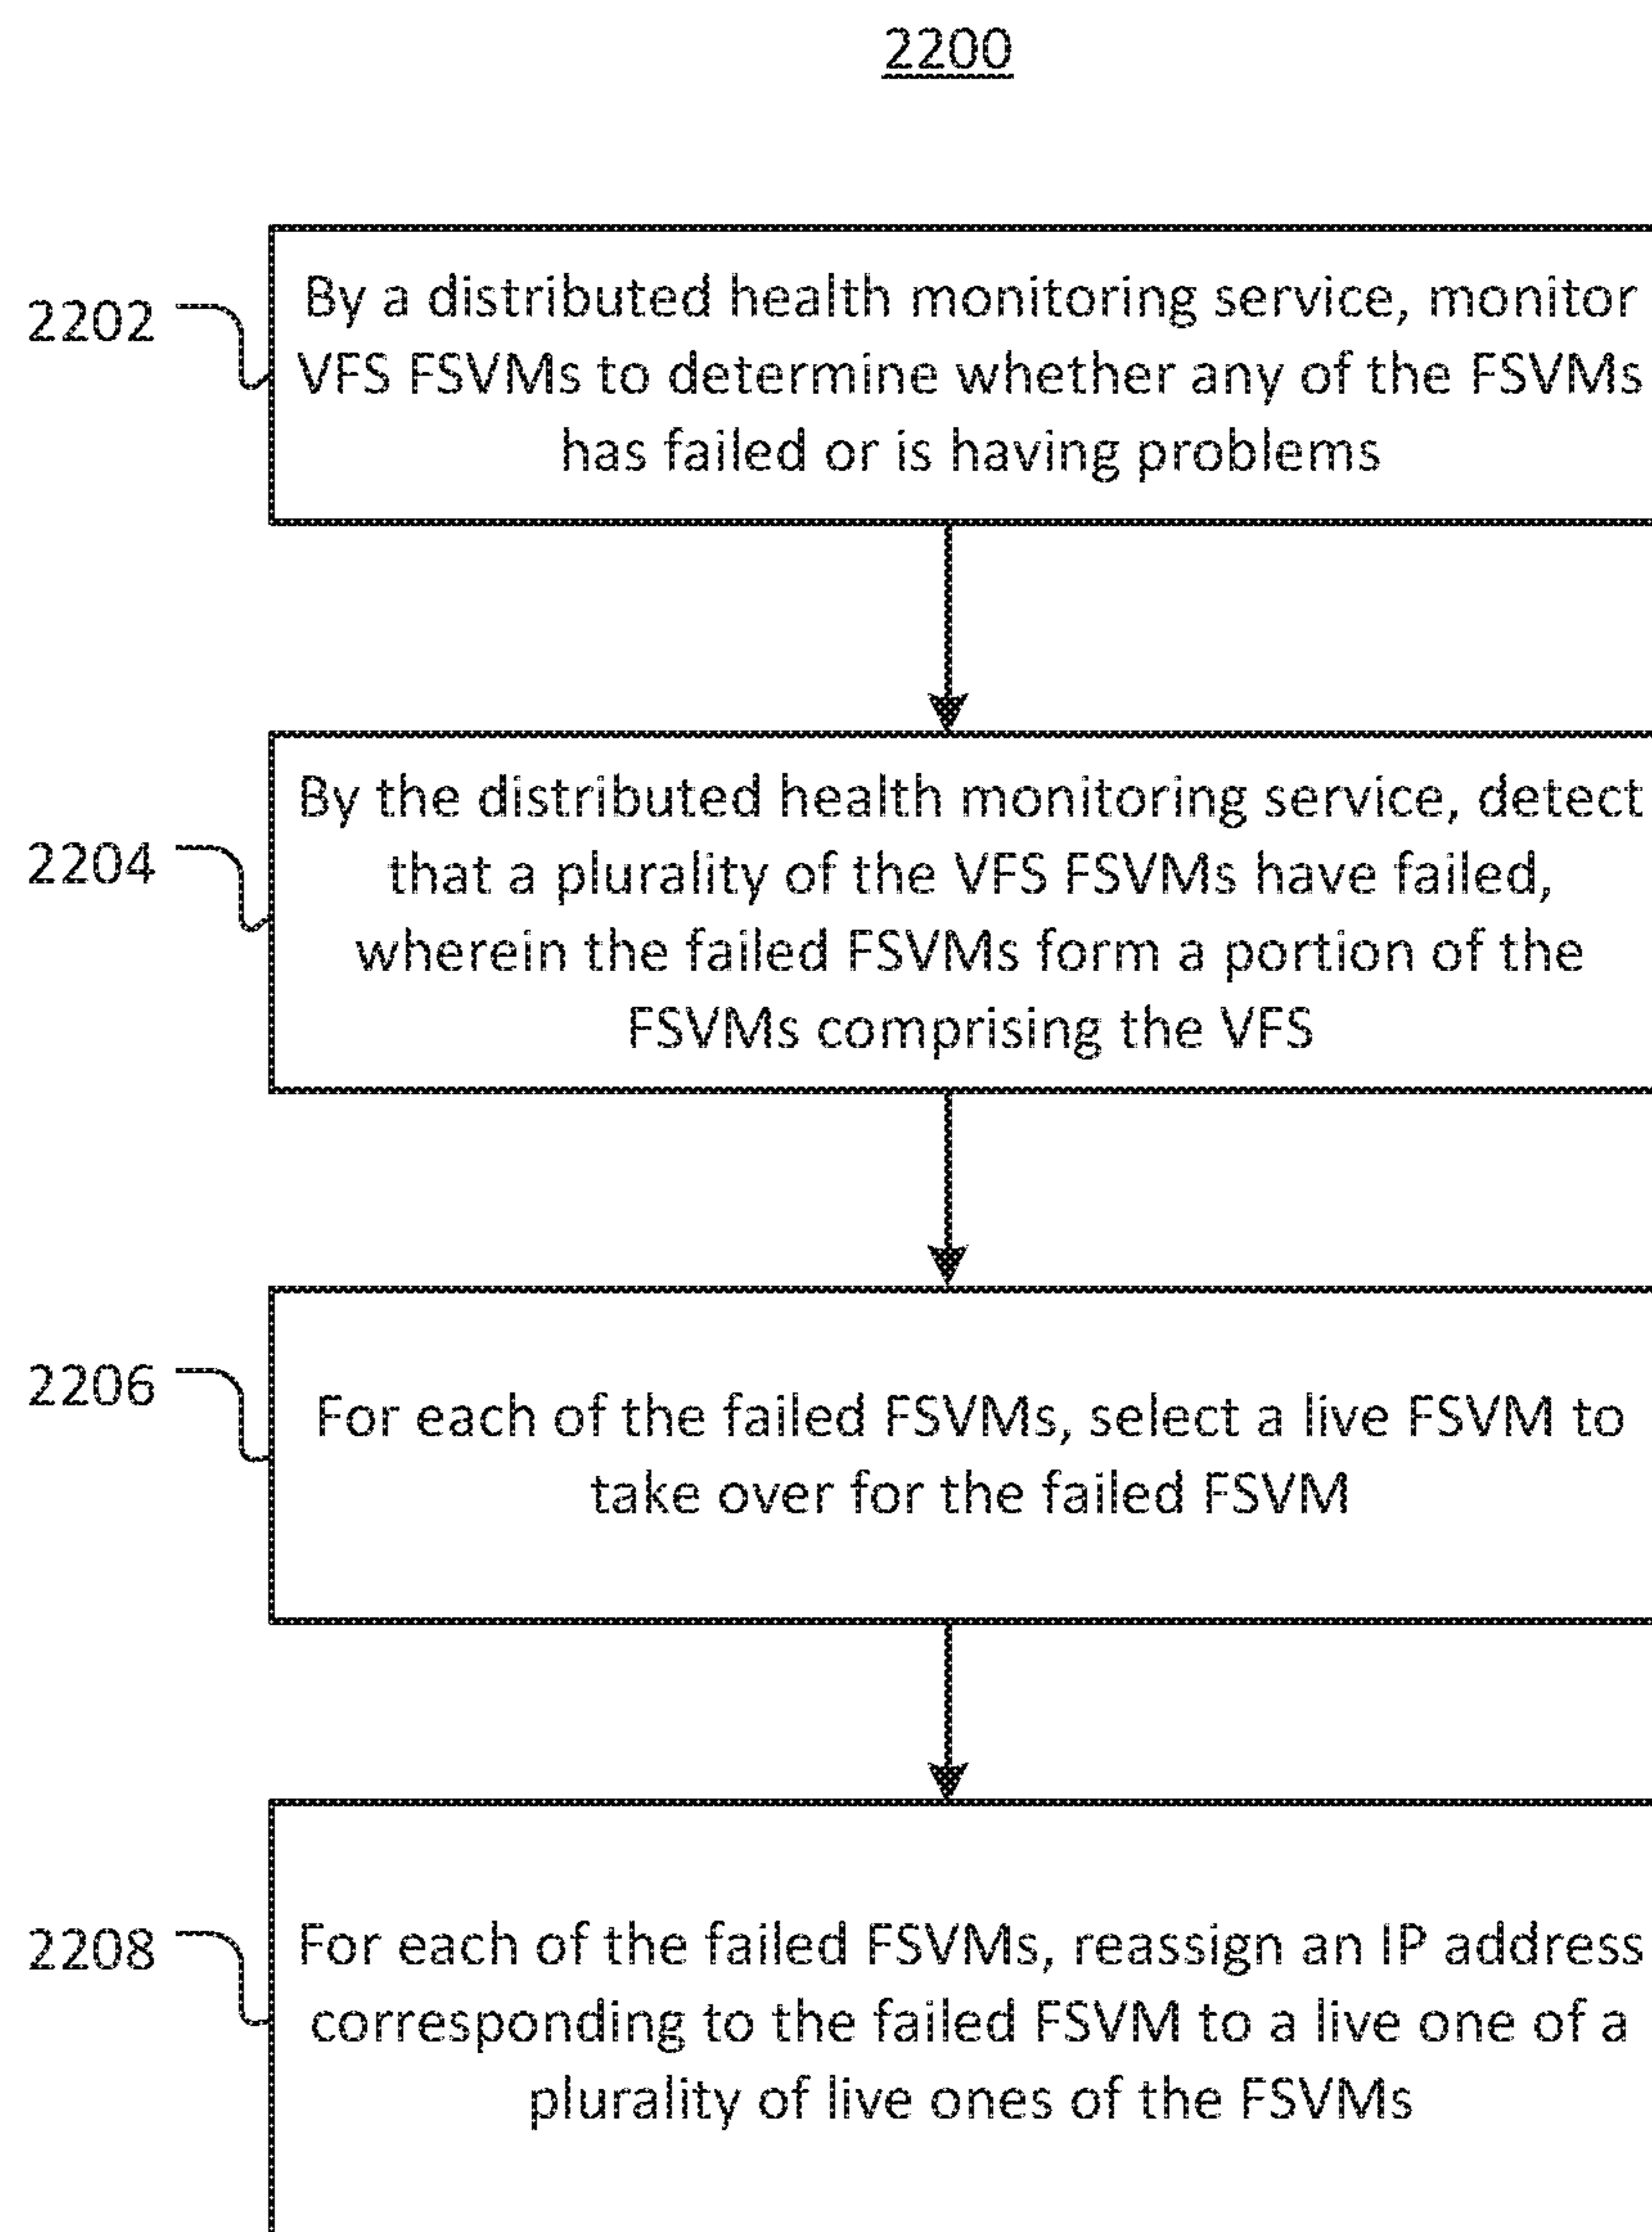 2200
2202
By a distributed health monitoring service, monitor
VFS FSVMs to determine whether any of the FSVMs
has failed or is having problems
2204
By the distributed health monitoring service, detect
that a plurality of the VFS FSVMs have failed,
wherein the failed FSVMs form a portion of the
FSVMs comprising the VFS
2206
For each of the failed FSVMs, select a live FSVM to
take over for the failed FSVM
2208
For each of the failed FSVMs, reassign an IP address
corresponding to the failed FSVM to a live one of a
plurality of live ones of the FSVMs